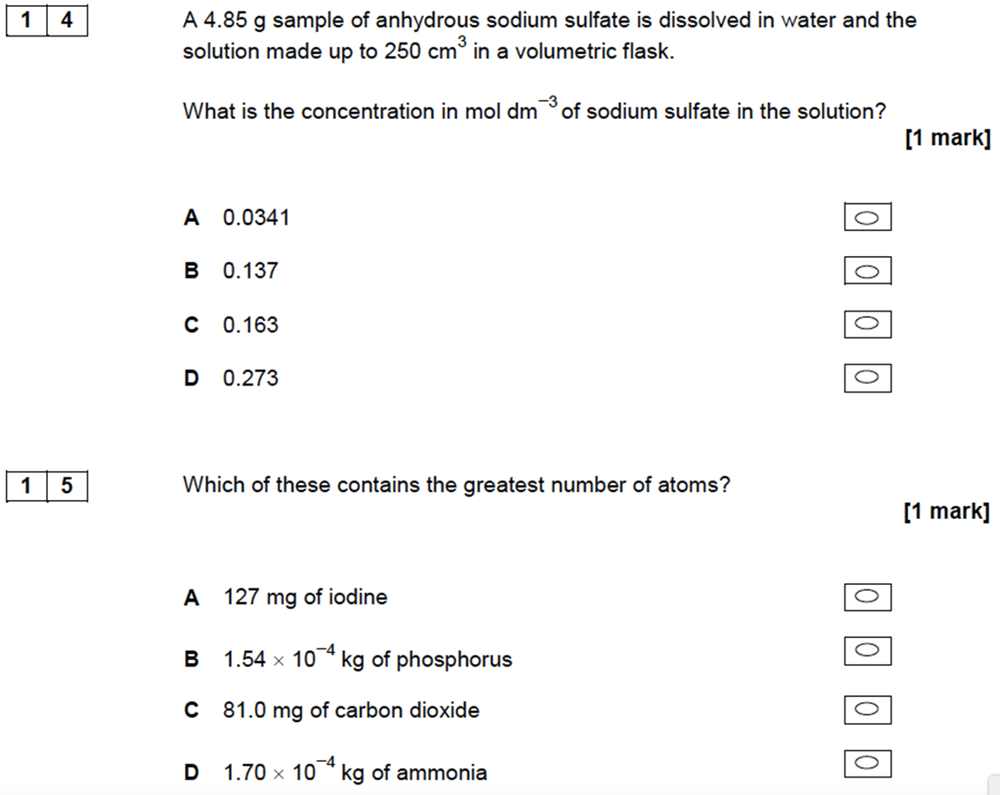 1 4 A 4.85 g sample of anhydrous sodium sulfate is dissolved in water and the
solution made up to 250 cm³ in a volumetric flask.
What is the concentration in mol dm⁻³ of sodium sulfate in the solution?
[1 mark]
A 0.0341
B 0.137
C 0.163
D 0.273
1 5 Which of these contains the greatest number of atoms?
[1 mark]
A 127 mg of iodine
B 1.54 × 10⁻⁴ kg of phosphorus
C 81.0 mg of carbon dioxide
D 1.70 × 10⁻⁴ kg of ammonia